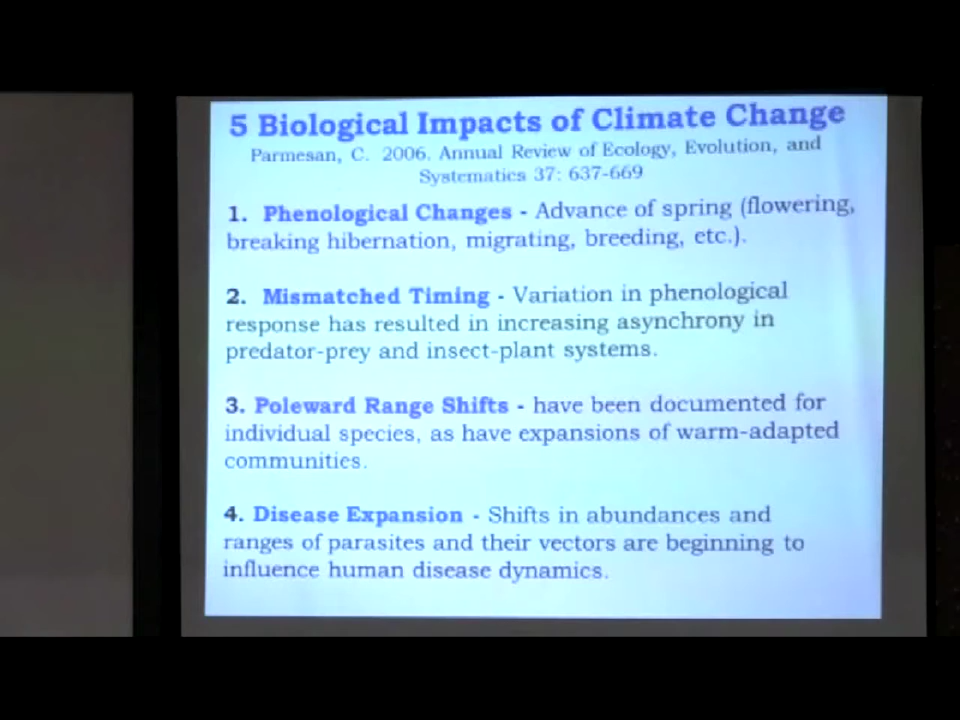 5 Biological Impacts of Climate Change
Parmesan, C. 2006. Annual Review of Ecology, Evolution, and
Systematics 37: 637-669
1. Phenological Changes - Advance of spring (flowering,
breaking hibernation, migrating, breeding, etc.).
2. Mismatched Timing - Variation in phenological
response has resulted in increasing asynchrony in
predator-prey and insect-plant systems.
3. Poleward Range Shifts - have been documented for
individual species, as have expansions of warm-adapted
communities.
4. Disease Expansion - Shifts in abundances and
ranges of parasites and their vectors are beginning to
influence human disease dynamics.